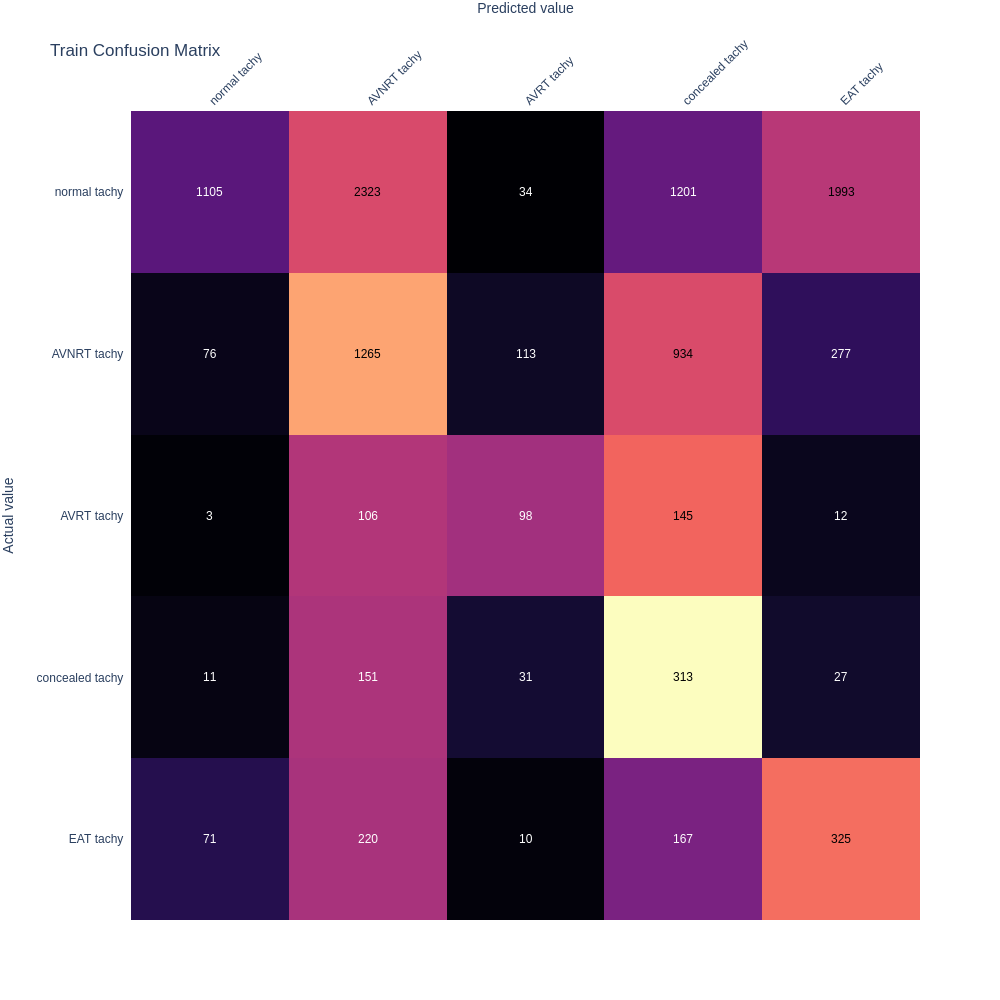 Predicted value
Train Confusion Matrix
normal tachy
AVNRT tachy
AVRT tachy
concealed tachy
EAT tachy
Actual value
normal tachy 1105 2323 34 1201 1993
AVNRT tachy 76 1265 113 934 277
AVRT tachy 3 106 98 145 12
concealed tachy 11 151 31 313 27
EAT tachy 71 220 10 167 325